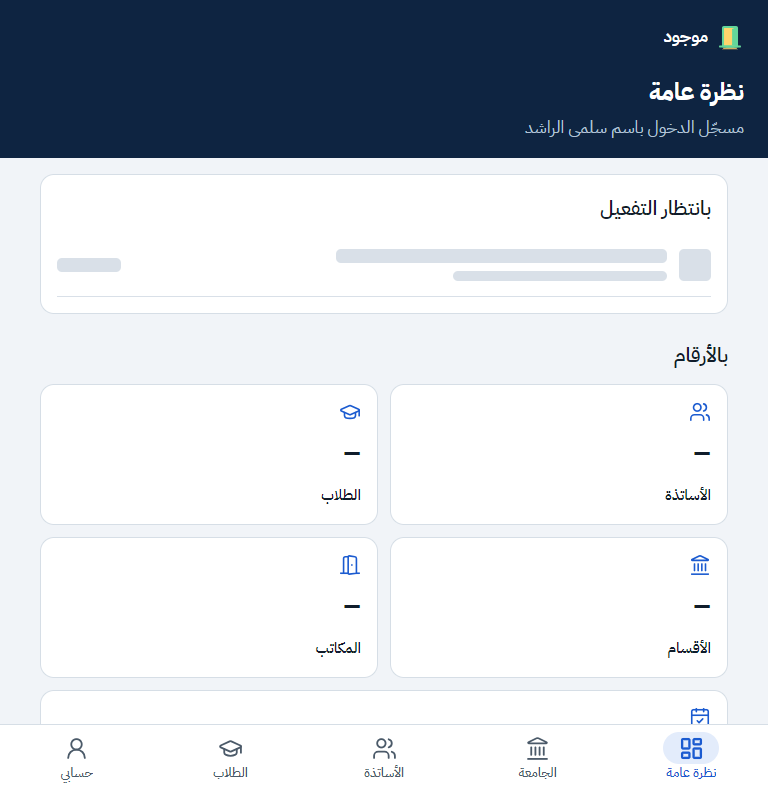 موجود
نظرة عامة
مسجّل الدخول باسم سلمى الراشد
بانتظار التفعيل
بالأرقام
–
الأساتذة
–
الطلاب
–
الأقسام
–
المكاتب
نظرة عامة
الجامعة
الأساتذة
الطلاب
حسابي